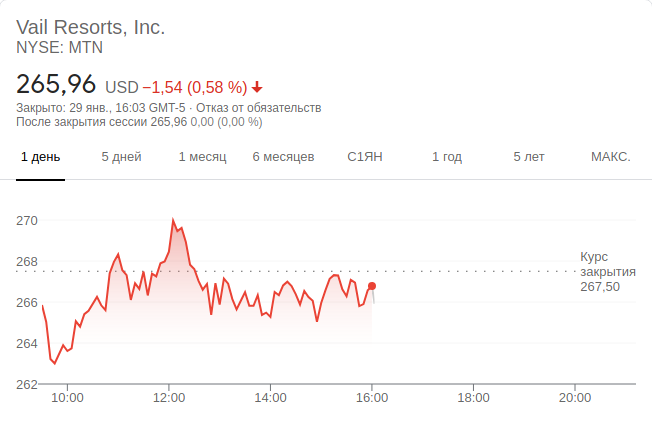 Vail Resorts, Inc.
NYSE: MTN
265,96 USD −1,54 (0,58 %)
Закрыто: 29 янв., 16:03 GMT-5 · Отказ от обязательств
После закрытия сессии 265,96 0,00 (0,00 %)
1 день 5 дней 1 месяц 6 месяцев С1ЯН 1 год 5 лет МАКС.
270
268
266
264
262
Курс
закрытия
267,50
10:00 12:00 14:00 16:00 18:00 20:00